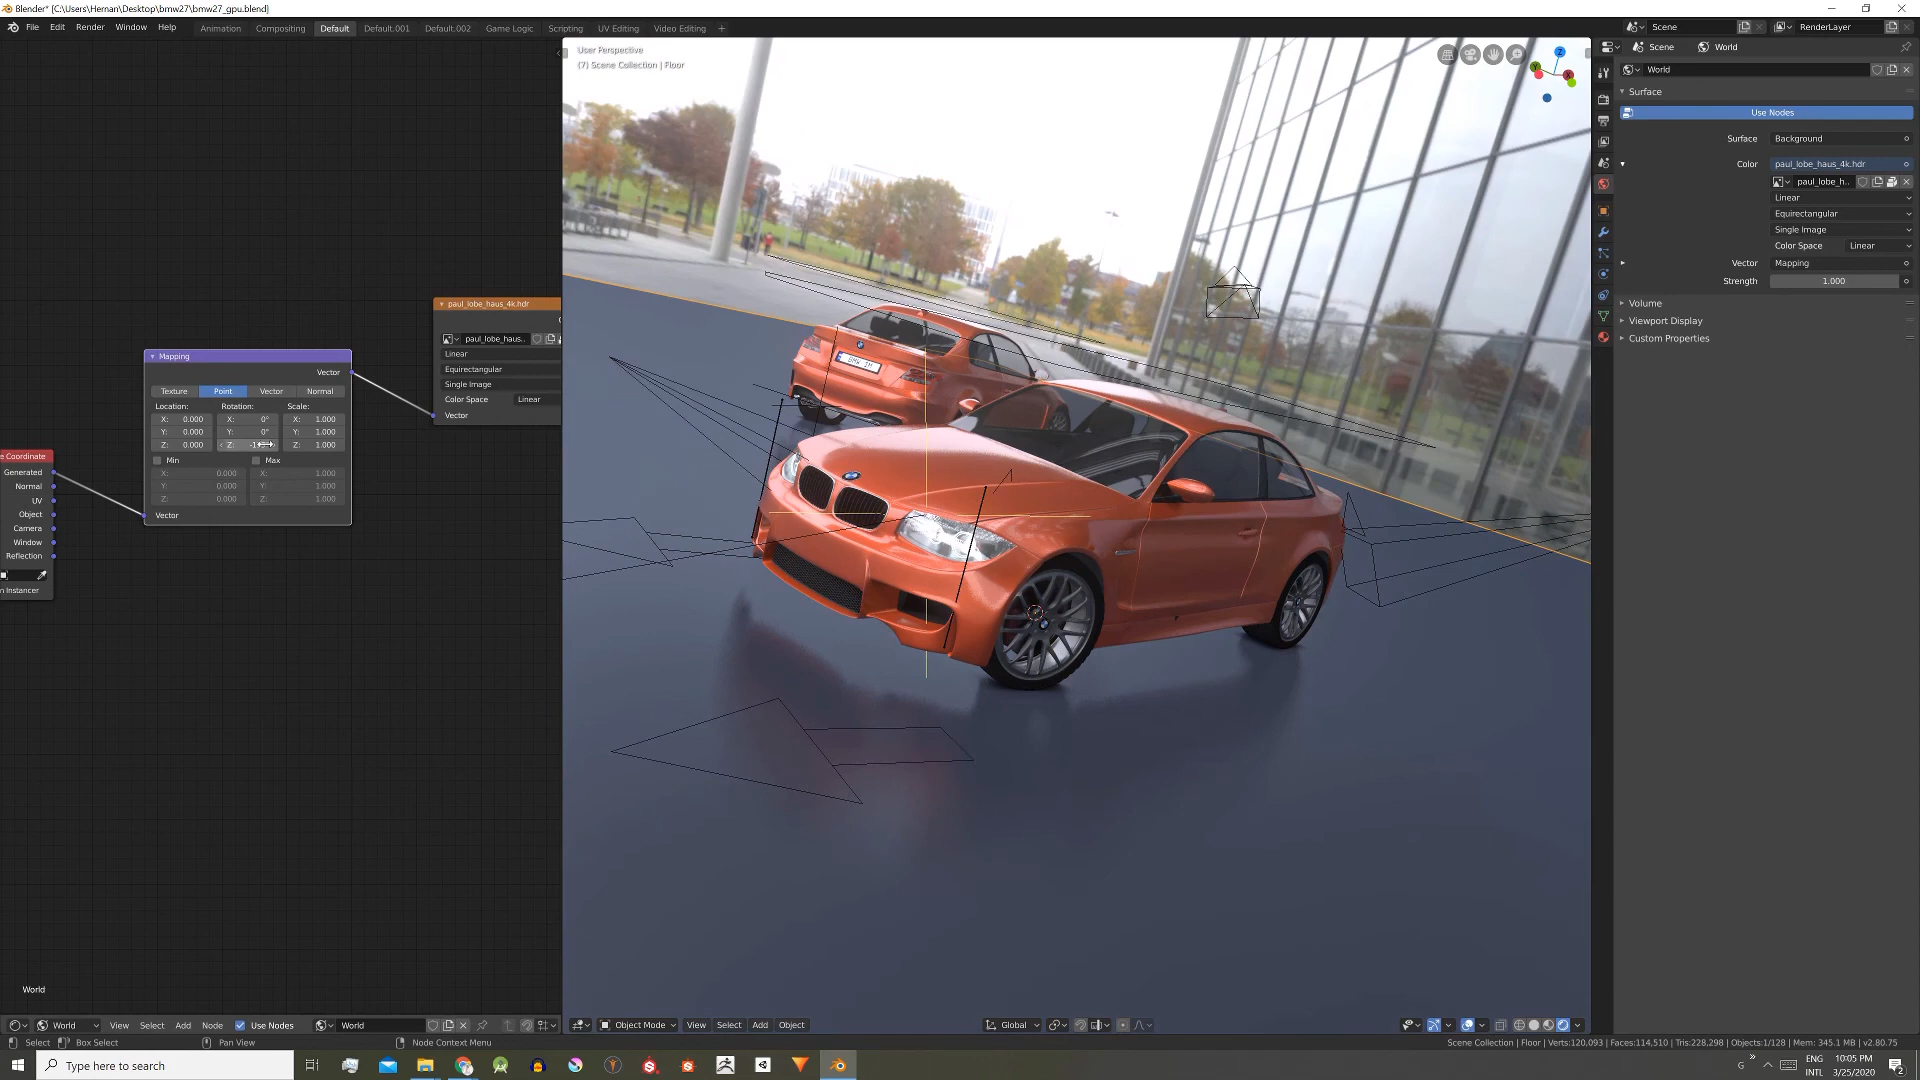 Blender* [C:\Users\Hernan\Desktop\bmw27\bmw27_gpu.blend]
File Edit Render Window Help
Animation Compositing Default Default.001 Default.002 Game Logic Scripting UV Editing Video Editing +
Scene RenderLayer
User Perspective
(7) Scene Collection | Floor
Scene World
World
Surface
Use Nodes
Surface Background
Color paul_lobe_haus_4k.hdr
paul_lobe_h..
Linear
Equirectangular
Single Image
Color Space Linear
Vector Mapping
Strength 1.000
Volume
Viewport Display
Custom Properties
paul_lobe_haus_4k.hdr
paul_lobe_haus..
Linear
Equirectangular
Single Image
Color Space Linear
Vector
Mapping
Vector
Texture Point Vector Normal
Location: Rotation: Scale:
X: 0.000 X: 0° X: 1.000
Y: 0.000 Y: 0° Y: 1.000
Z: 0.000 Z: Z: 1.000
Min Max
X: 0.000 X: 1.000
Y: 0.000 Y: 1.000
Z: 0.000 Z: 1.000
Vector
e Coordinate
Generated
Normal
UV
Object
Camera
Window
Reflection
n Instancer
Z
Y
X
World
World View Select Add Node Use Nodes World
Object Mode View Select Add Object Global
Select Box Select Pan View Node Context Menu
Scene Collection | Floor | Verts:120,093 | Faces:114,510 | Tris:228,298 | Objects:1/128 | Mem: 345.1 MB | v2.80.75
Type here to search
G
ENG
INTL
10:05 PM
3/25/2020
2